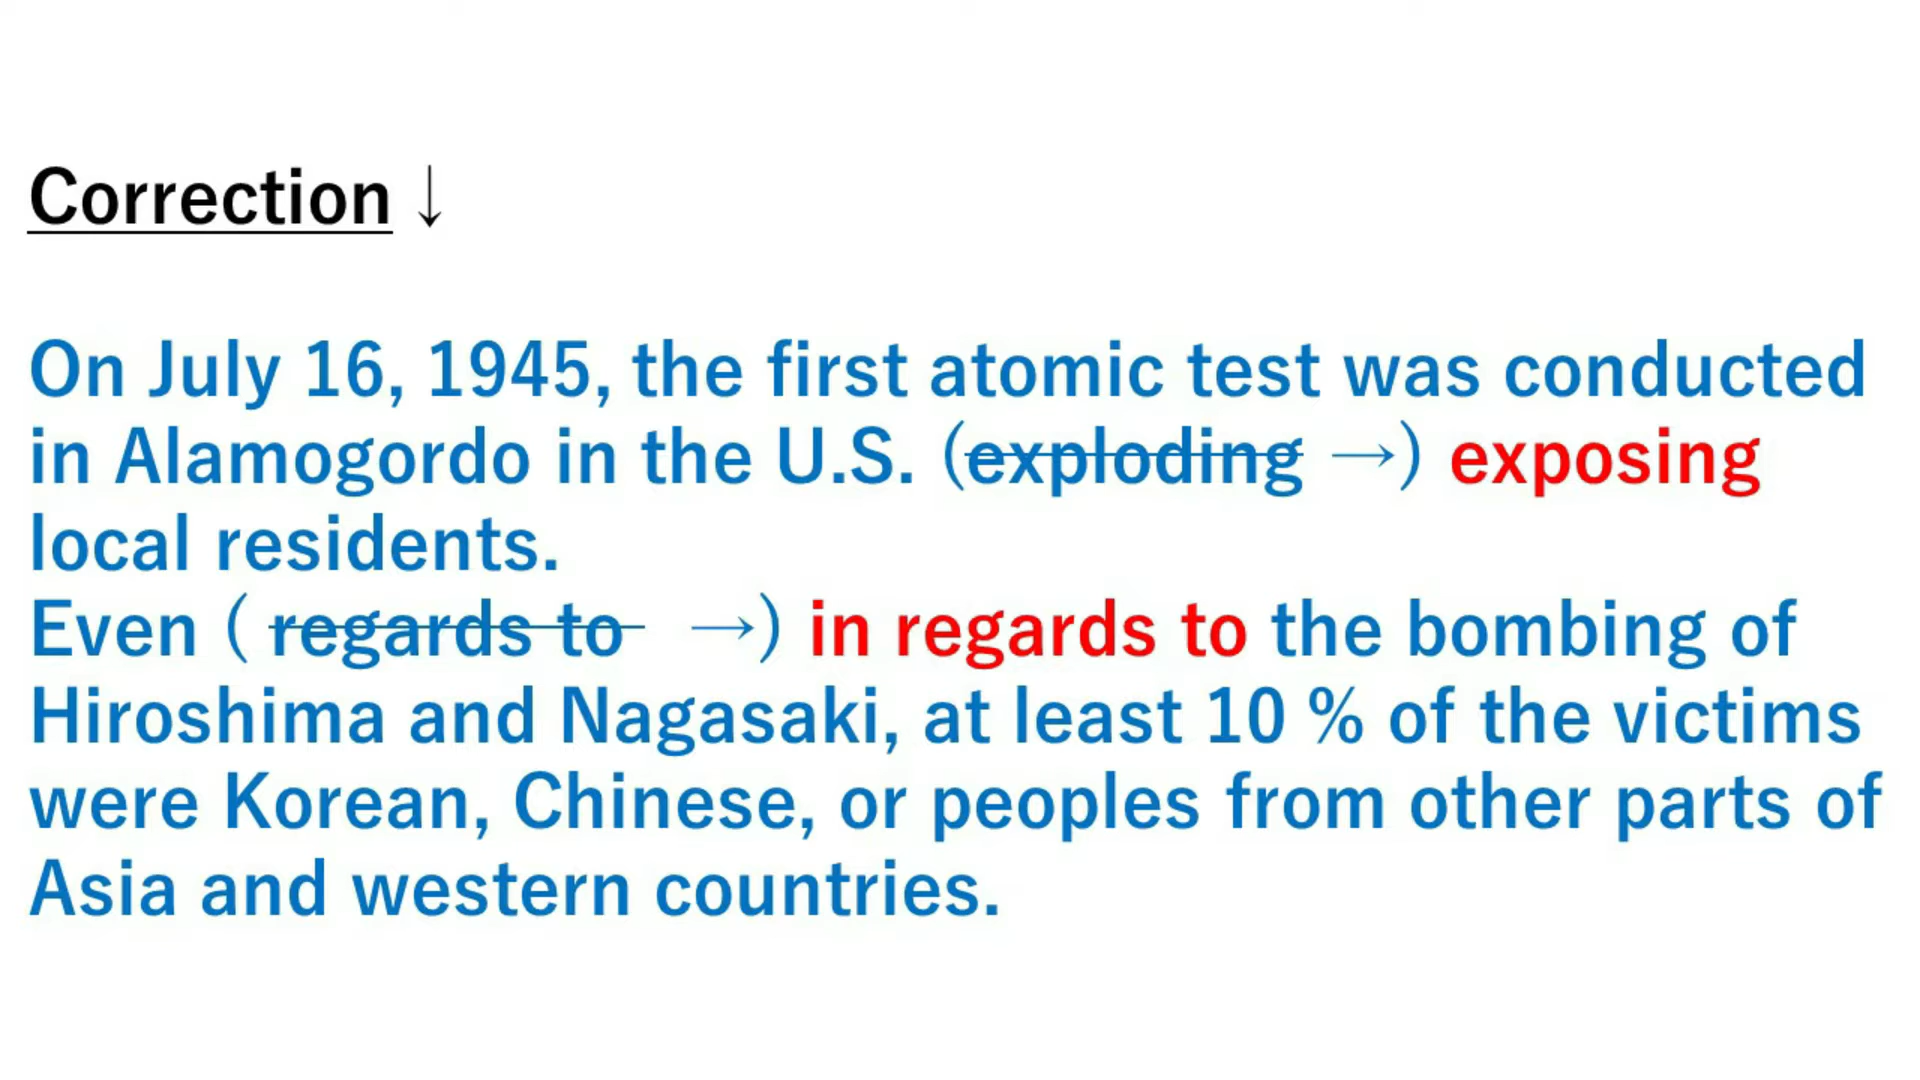 Correction ↓
On July 16, 1945, the first atomic test was conducted
in Alamogordo in the U.S. (exploding →) exposing
local residents.
Even ( regards to →) in regards to the bombing of
Hiroshima and Nagasaki, at least 10 % of the victims
were Korean, Chinese, or peoples from other parts of
Asia and western countries.